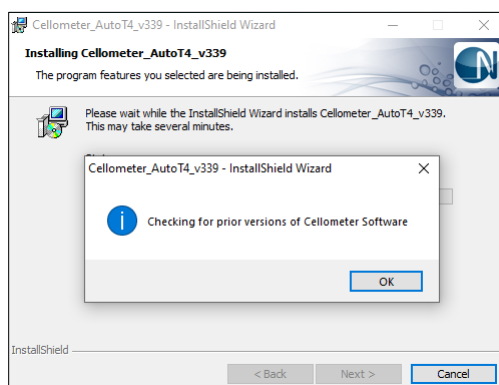 Cellometer_AutoT4_v339 - InstallShield Wizard
Installing Cellometer_AutoT4_v339
The program features you selected are being installed.
Please wait while the InstallShield Wizard installs Cellometer_AutoT4_v339.
This may take several minutes.
Cellometer_AutoT4_v339 - InstallShield Wizard
Checking for prior versions of Cellometer Software
OK
InstallShield
< Back Next > Cancel